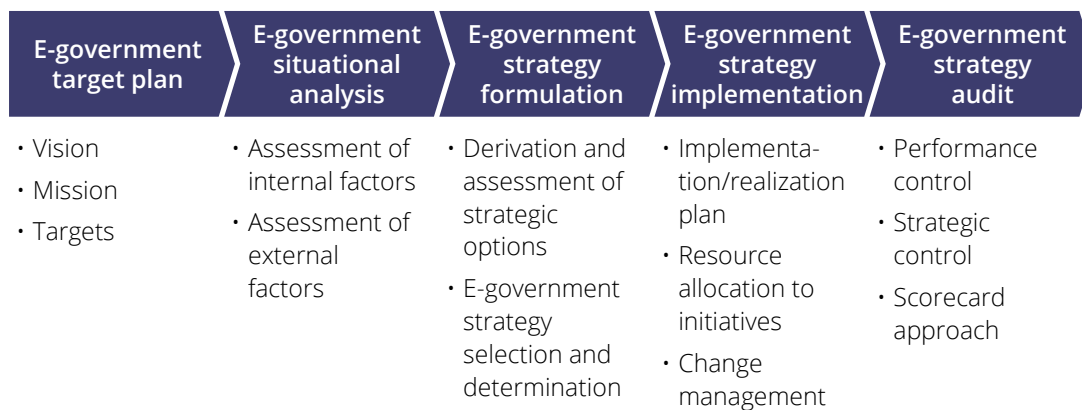 E-government
target plan
E-government
situational
analysis
E-government
strategy
formulation
E-government
strategy
implementation
E-government
strategy
audit
· Vision
· Mission
· Targets
· Assessment of
internal factors
· Assessment of
external
factors
· Derivation and
assessment of
strategic
options
· E-government
strategy
selection and
determination
· Implementa-
tion/realization
plan
· Resource
allocation to
initiatives
· Change
management
· Performance
control
· Strategic
control
· Scorecard
approach